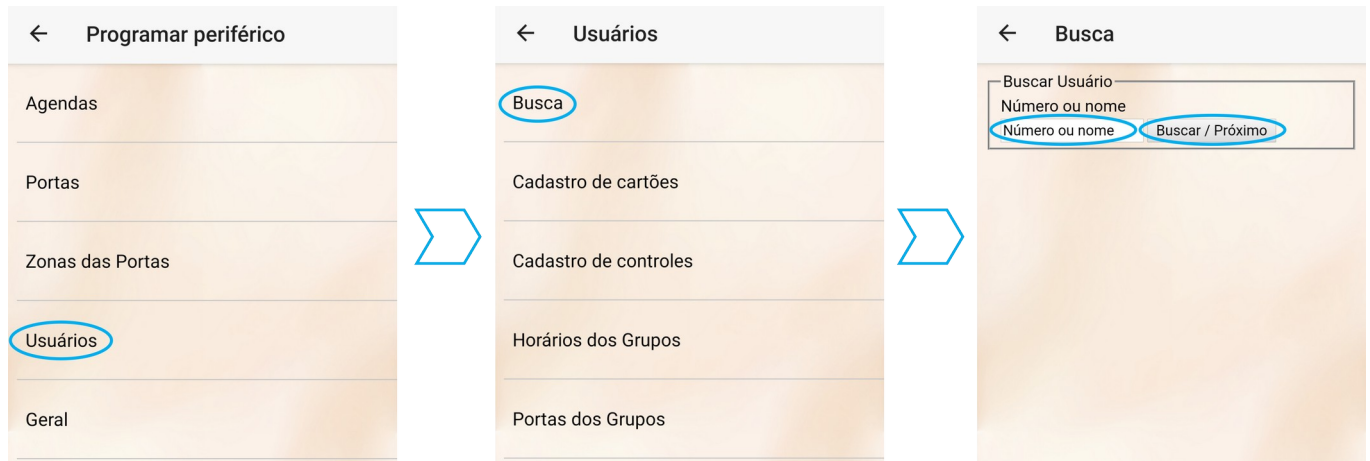 Programar periférico
Agendas
Portas
Zonas das Portas
Usuários
Geral
Usuários
Busca
Cadastro de cartões
Cadastro de controles
Horários dos Grupos
Portas dos Grupos
Busca
Buscar Usuário
Número ou nome
Número ou nome Buscar / Próximo